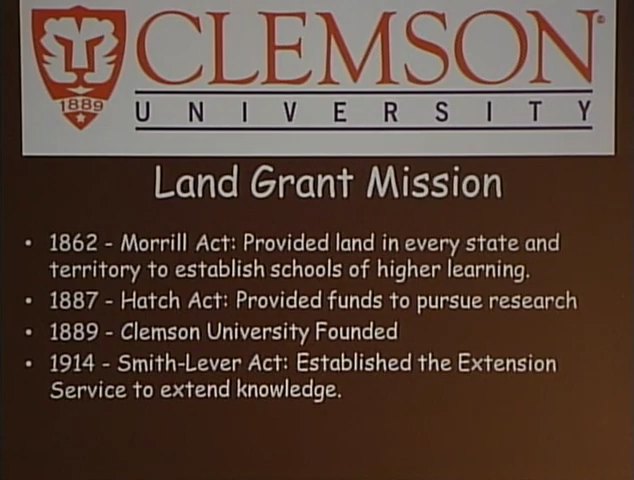 CLEMSON®
1889
UNIVERSITY
Land Grant Mission
• 1862 - Morrill Act: Provided land in every state and
territory to establish schools of higher learning.
• 1887 - Hatch Act: Provided funds to pursue research
• 1889 - Clemson University Founded
• 1914 - Smith-Lever Act: Established the Extension
Service to extend knowledge.